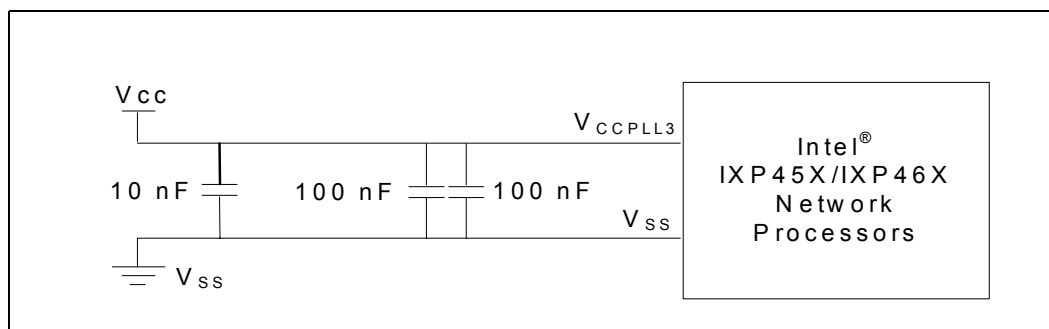 Vcc
VCCPLL3
10 nF
100 nF
100 nF
VSS
VSS
Intel®
IXP45X/IXP46X
Network
Processors